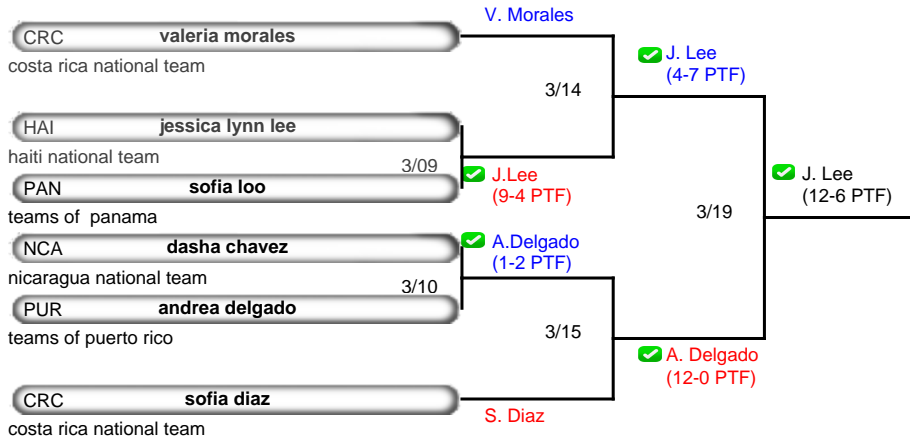 V. Morales
CRC valeria morales
costa rica national team
J. Lee
(4-7 PTF)
3/14
HAI jessica lynn lee
haiti national team
3/09
J.Lee
(9-4 PTF)
PAN sofia loo
teams of panama
J. Lee
(12-6 PTF)
3/19
NCA dasha chavez
nicaragua national team
A.Delgado
(1-2 PTF)
3/10
PUR andrea delgado
teams of puerto rico
3/15
A. Delgado
(12-0 PTF)
CRC sofia diaz
costa rica national team
S. Diaz